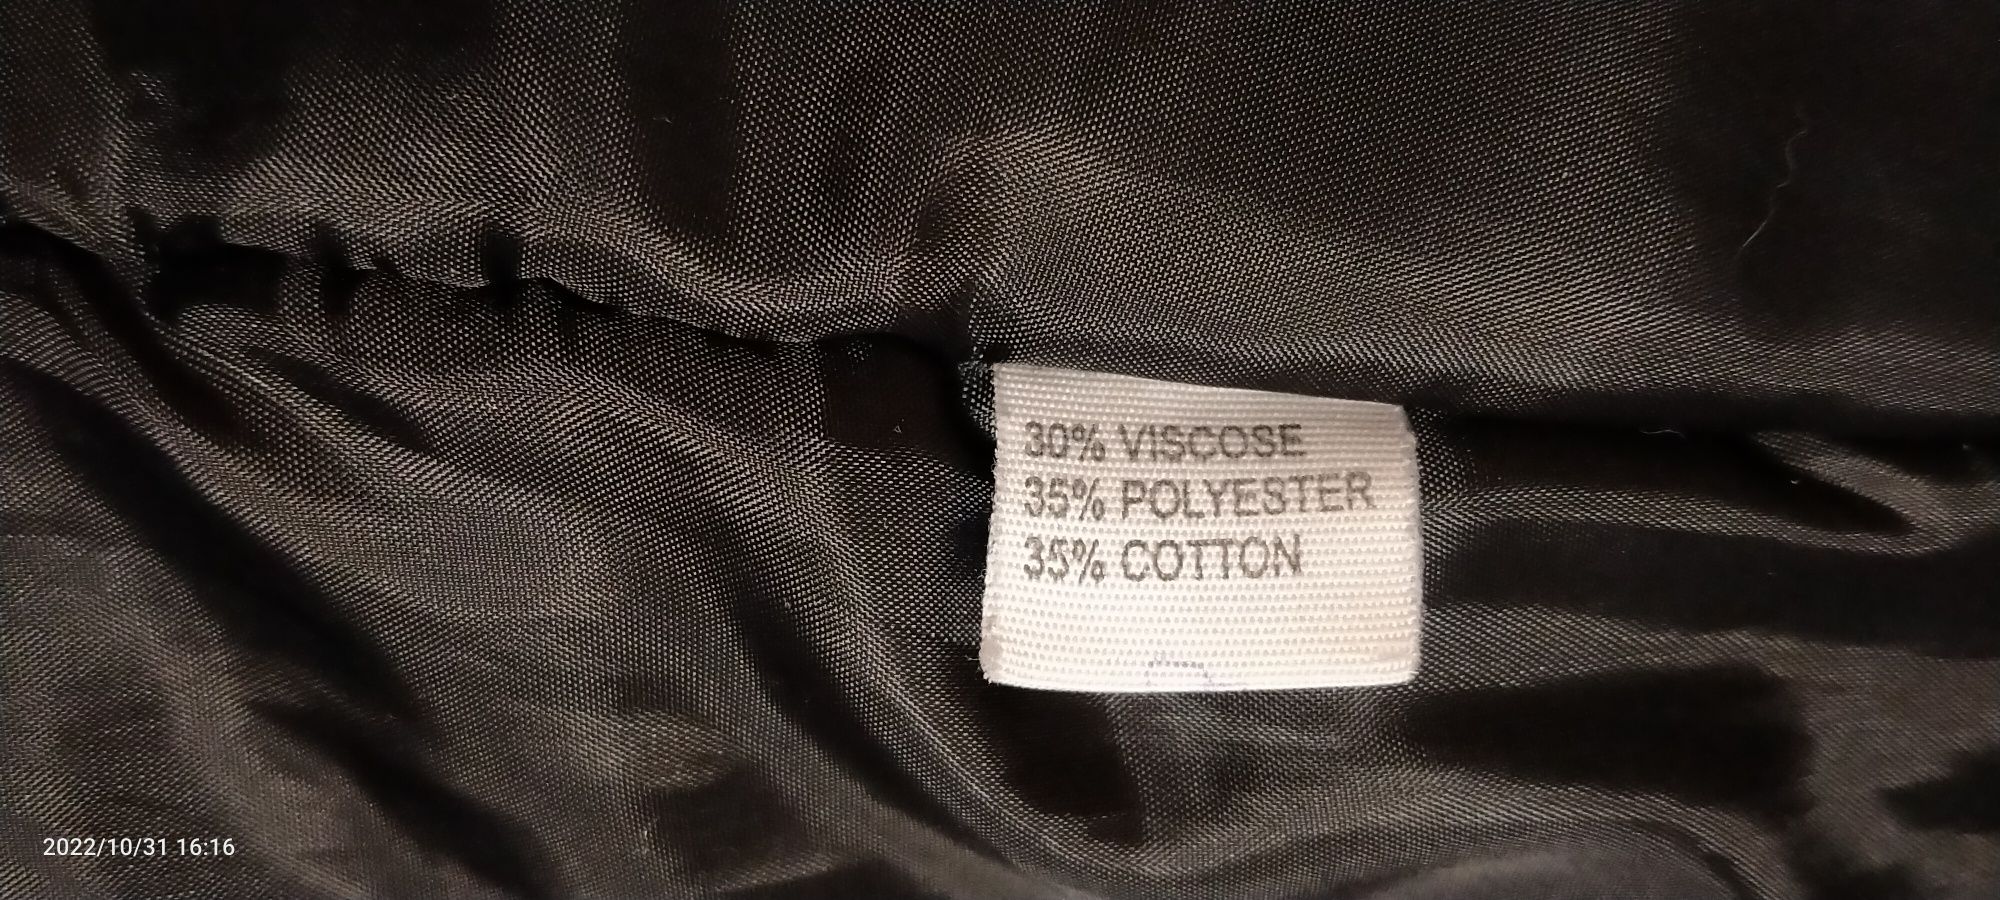 30% VISCOSE
35% POLYESTER
35% COTTON
2022/10/31 16:16